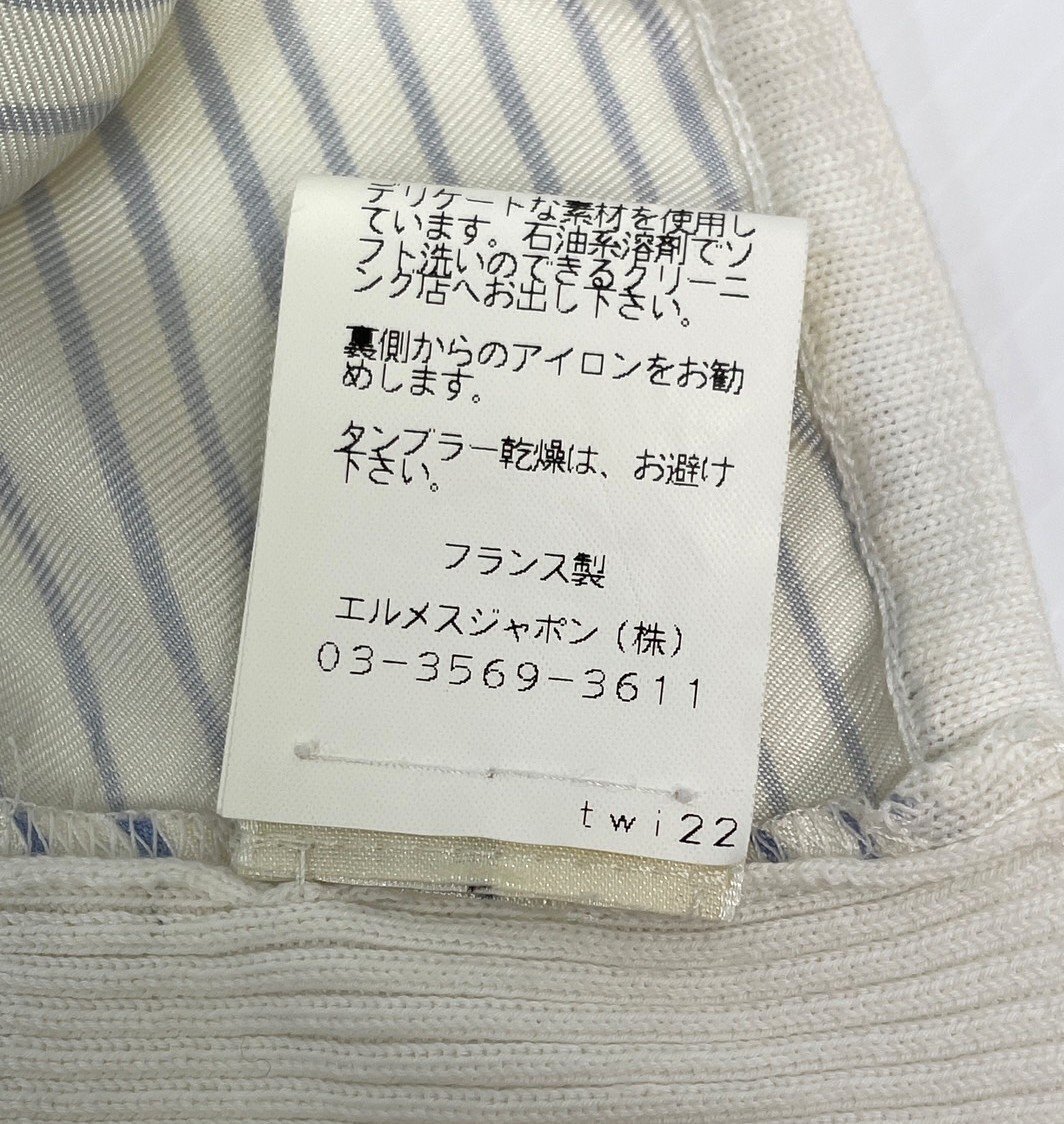 デリケートな素材を使用し
ています。石油系溶剤でソ
フト洗いのできるクリーニ
ング店へお出し下さい。
裏側からのアイロンをお勧
めします。
タンブラー乾燥は、お避け
下さい。
フランス製
エルメスジャポン(株)
03-3569-3611
twi22